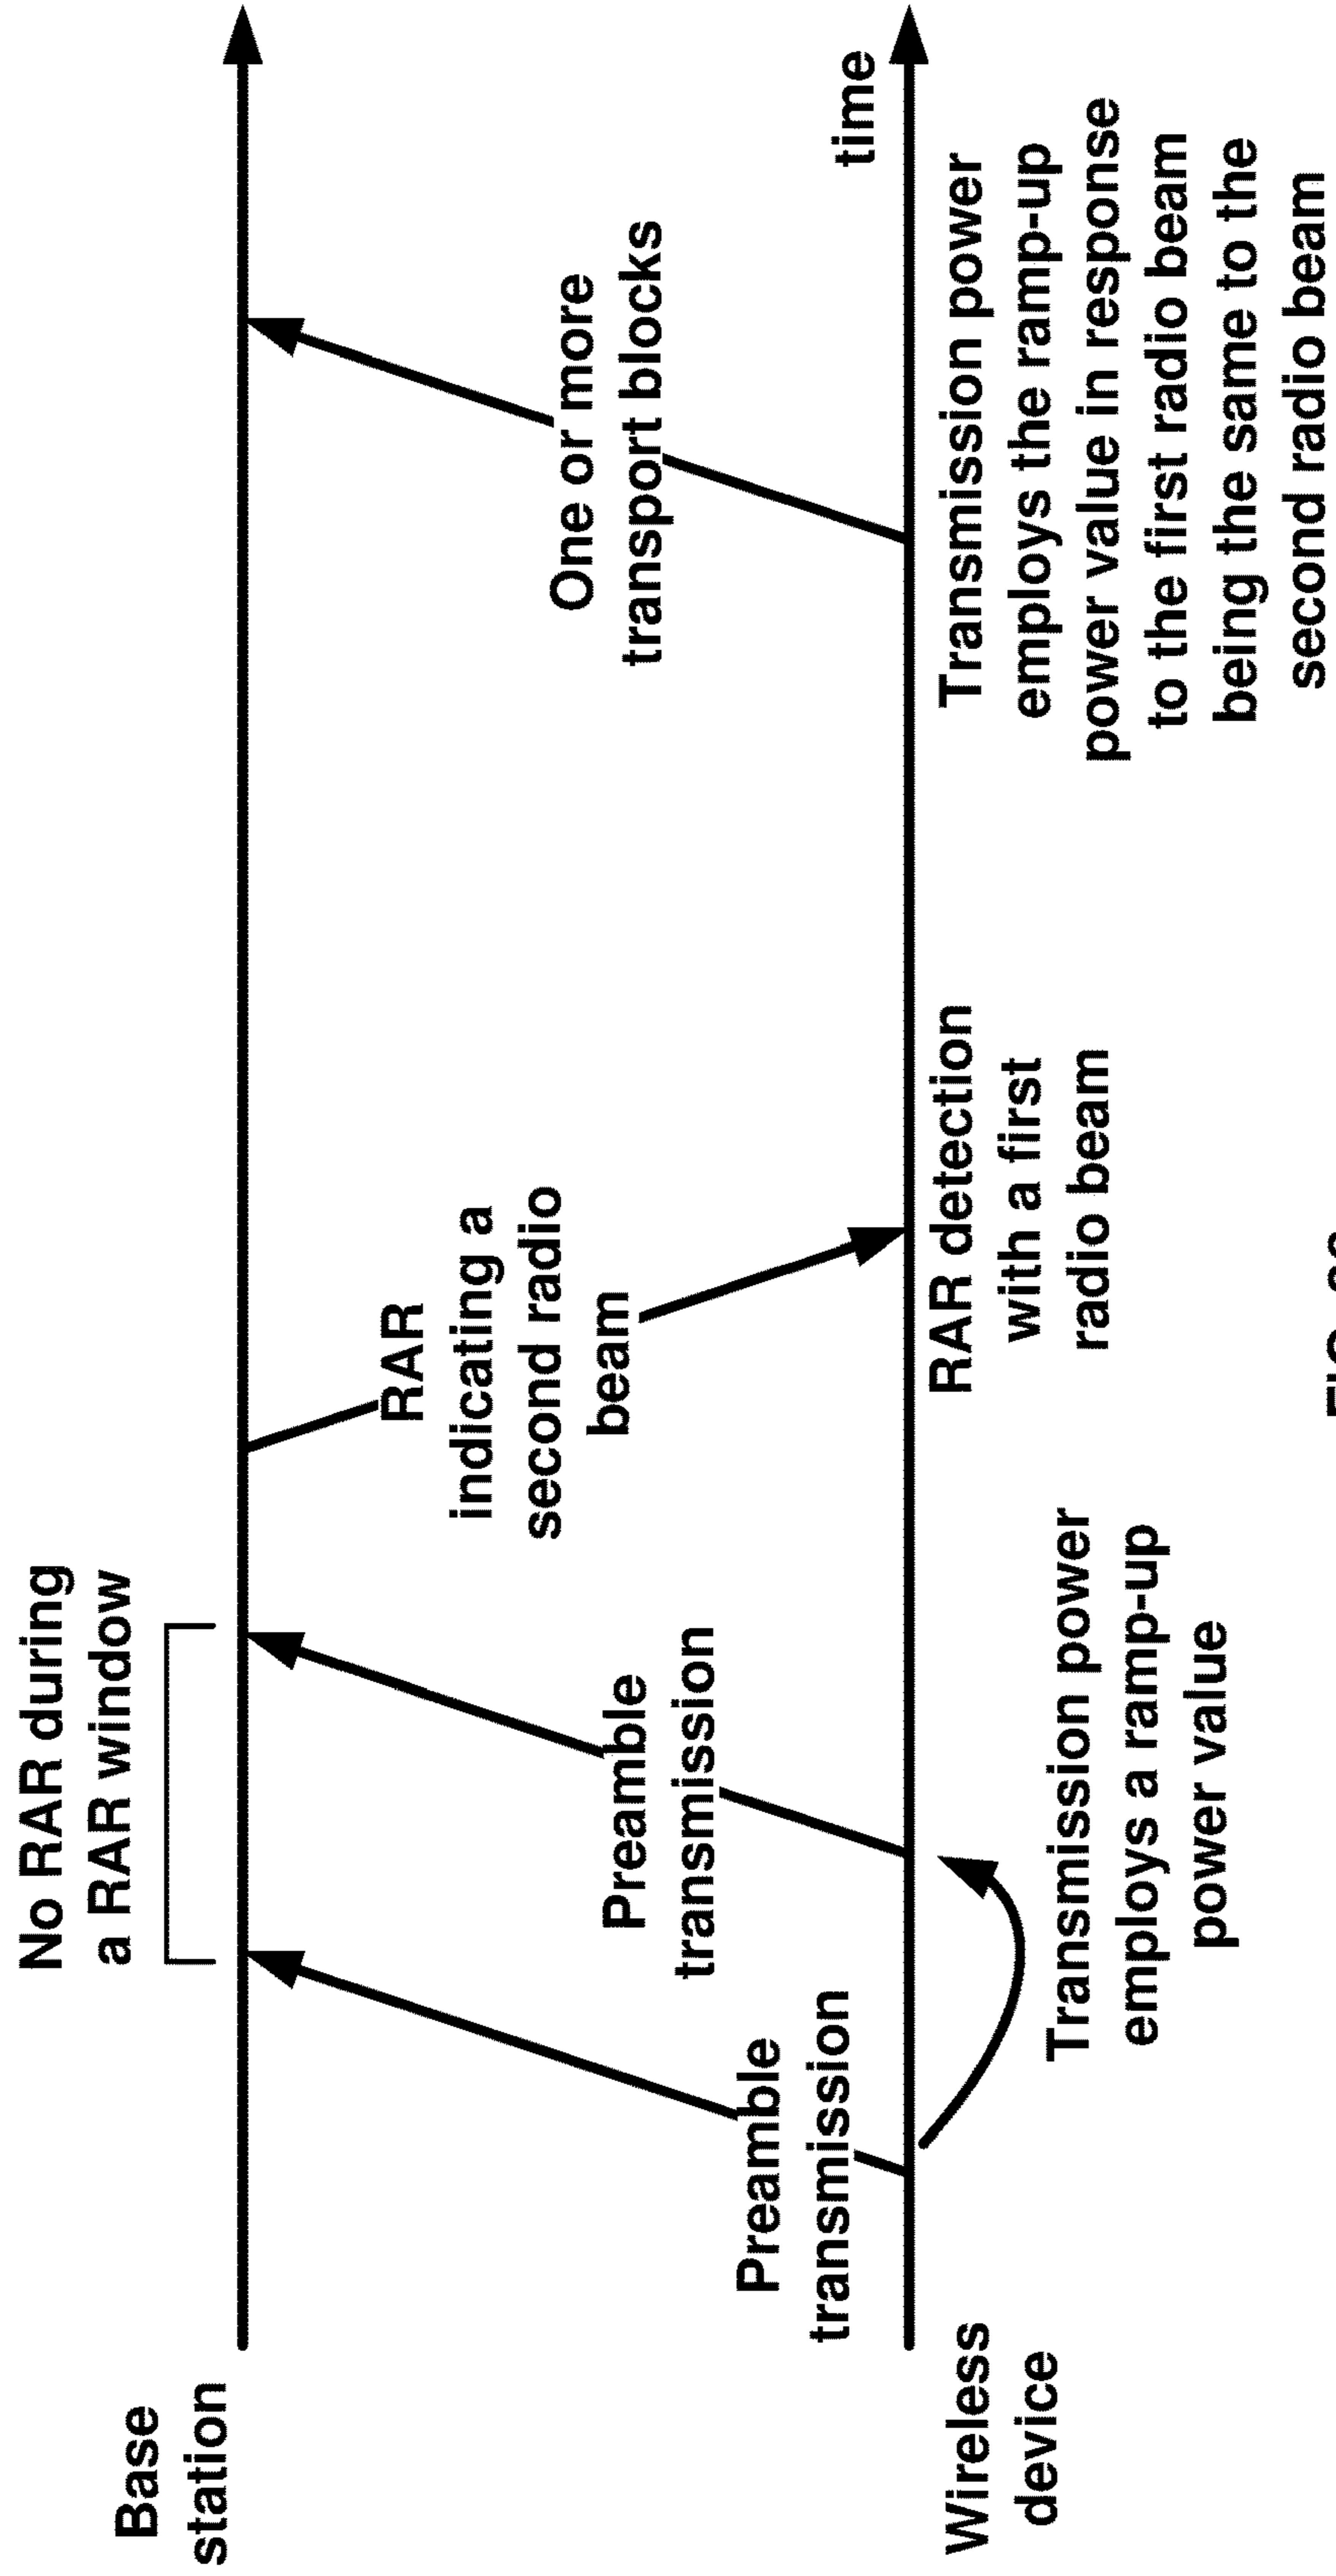 No RAR during
a RAR window
Base
station
Preamble
transmission
Preamble
transmission
RAR
indicating a
second radio
beam
One or more
transport blocks
time
Wireless
device
Transmission power
employs a ramp-up
power value
RAR detection
with a first
radio beam
Transmission power
employs the ramp-up
power value in response
to the first radio beam
being the same to the
second radio beam